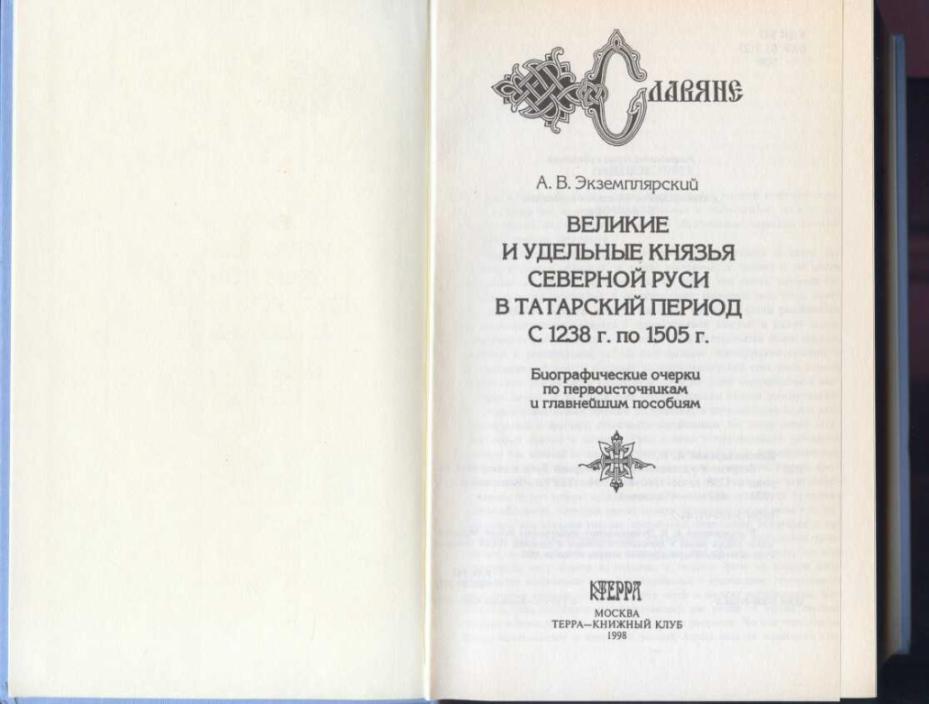 Славяне
А. В. Экземплярский
ВЕЛИКИЕ
И УДЕЛЬНЫЕ КНЯЗЬЯ
СЕВЕРНОЙ РУСИ
В ТАТАРСКИЙ ПЕРИОД
С 1238 г. по 1505 г.
Биографические очерки
по первоисточникам
и главнейшим пособиям
ТЕРРА
МОСКВА
ТЕРРА—КНИЖНЫЙ КЛУБ
1998